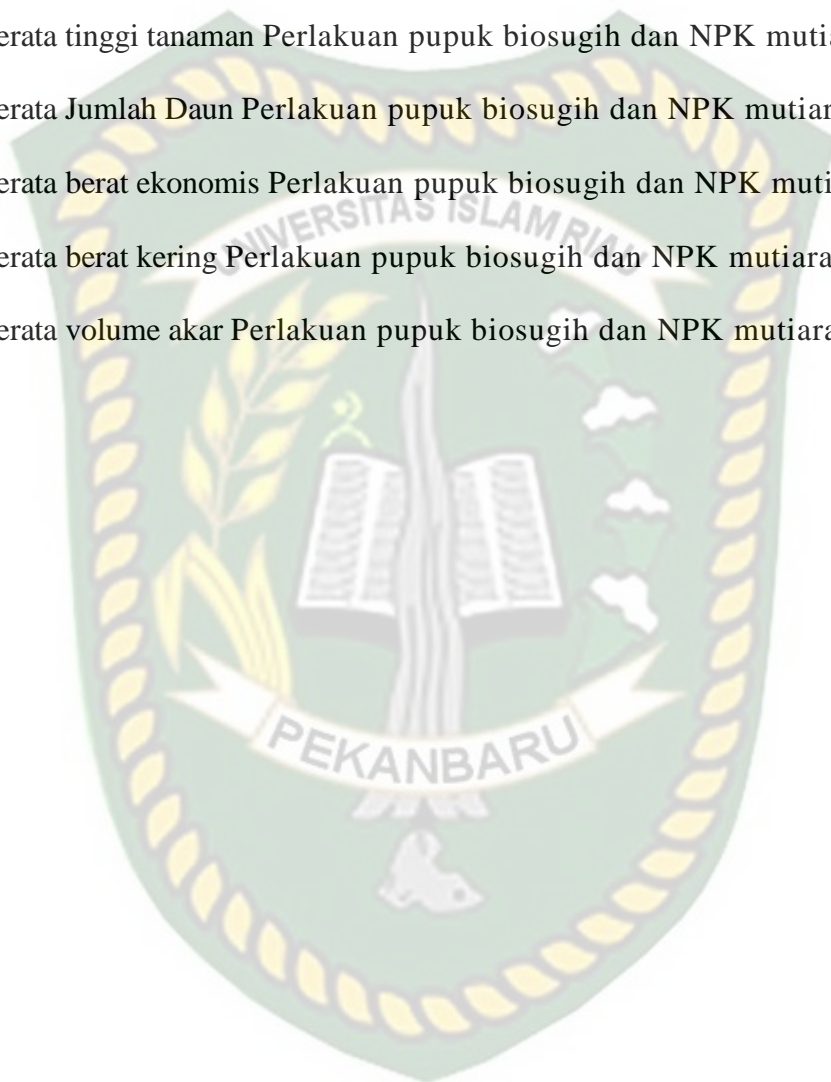 erata tinggi tanaman Perlakuan pupuk biosugih dan NPK mutia
erata Jumlah Daun Perlakuan pupuk biosugih dan NPK mutiar
erata berat ekonomis Perlakuan pupuk biosugih dan NPK muti
erata berat kering Perlakuan pupuk biosugih dan NPK mutiara
erata volume akar Perlakuan pupuk biosugih dan NPK mutiara
UNIVERSITAS ISLAM RIAU
PEKANBARU